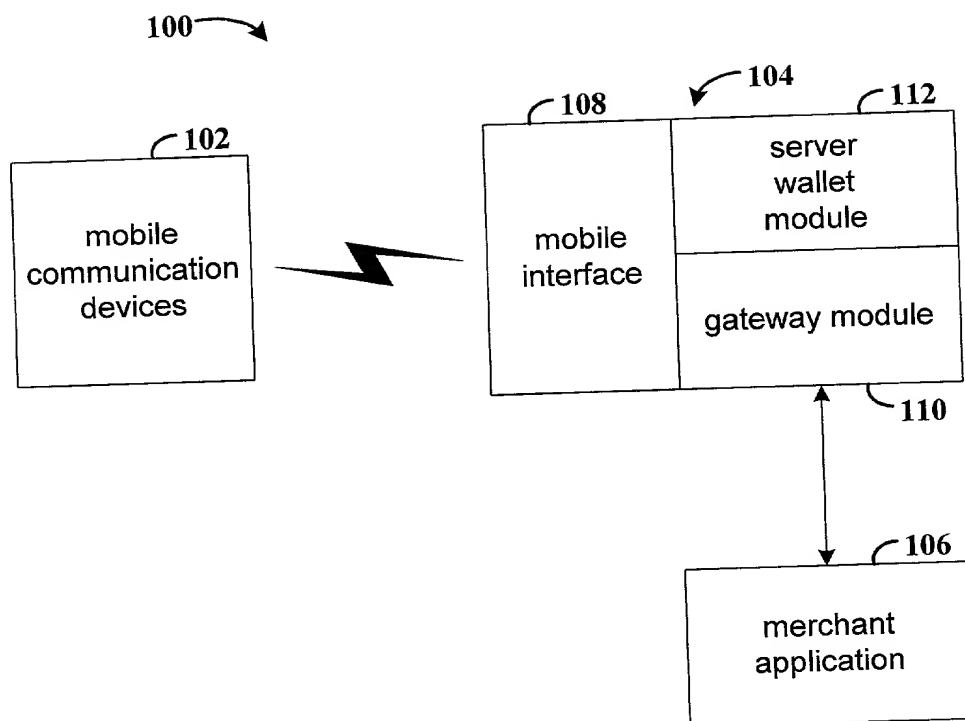 100
102
mobile
communication
devices
108
104
112
mobile
interface
server
wallet
module
gateway module
110
106
merchant
application